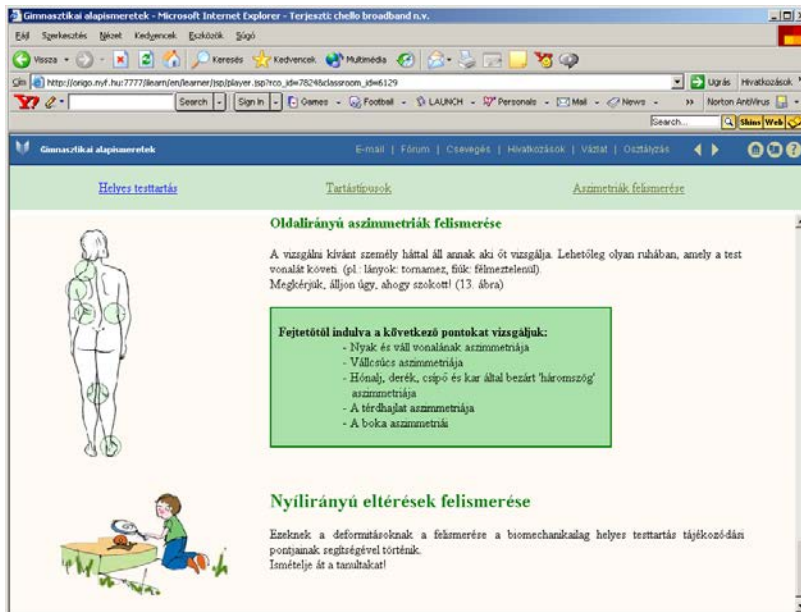 Gimnasztikai alapismeretek - Microsoft Internet Explorer - Terjeszti: chello broadband n.v.
Fájl Szerkesztés Nézet Kedvencek Eszközök Súgó
Vissza Keresés Kedvencek Multimédia
Cím http://origo.nyf.hu:7777/ilearn/en/learner/jsp/player.jsp?rco_id=7824&classroom_id=6129 Ugrás Hivatkozások
Y! Search Sign In Games Football LAUNCH Personals Mail News Norton AntiVirus
Search... Skins Web
Gimnasztikai alapismeretek E-mail | Fórum | Csevegés | Hivatkozások | Vázlat | Osztályzás
Helyes testtartás Tartástípusok Aszimetriák felismerése
Oldalirányú aszimmetriák felismerése
A vizsgálni kívánt személy háttal áll annak aki őt vizsgálja. Lehetőleg olyan ruhában, amely a test
vonalát követi. (pl.: lányok: tornamez, fiúk: félmeztelenül).
Megkérjük, álljon úgy, ahogy szokott! (13. ábra)
Fejtetőtől indulva a következő pontokat vizsgáljuk:
- Nyak és váll vonalának aszimmetriája
- Vállcsúcs aszimmetriája
- Hónalj, derék, csípő és kar által bezárt 'háromszög'
aszimmetriája
- A térdhajlat aszimmetriája
- A boka aszimmetriái
Nyílirányú eltérések felismerése
Ezeknek a deformitásoknak a felismerése a biomechanikailag helyes testtartás tájékozódási
pontjainak segítségével történik.
Ismételje át a tanultakat!